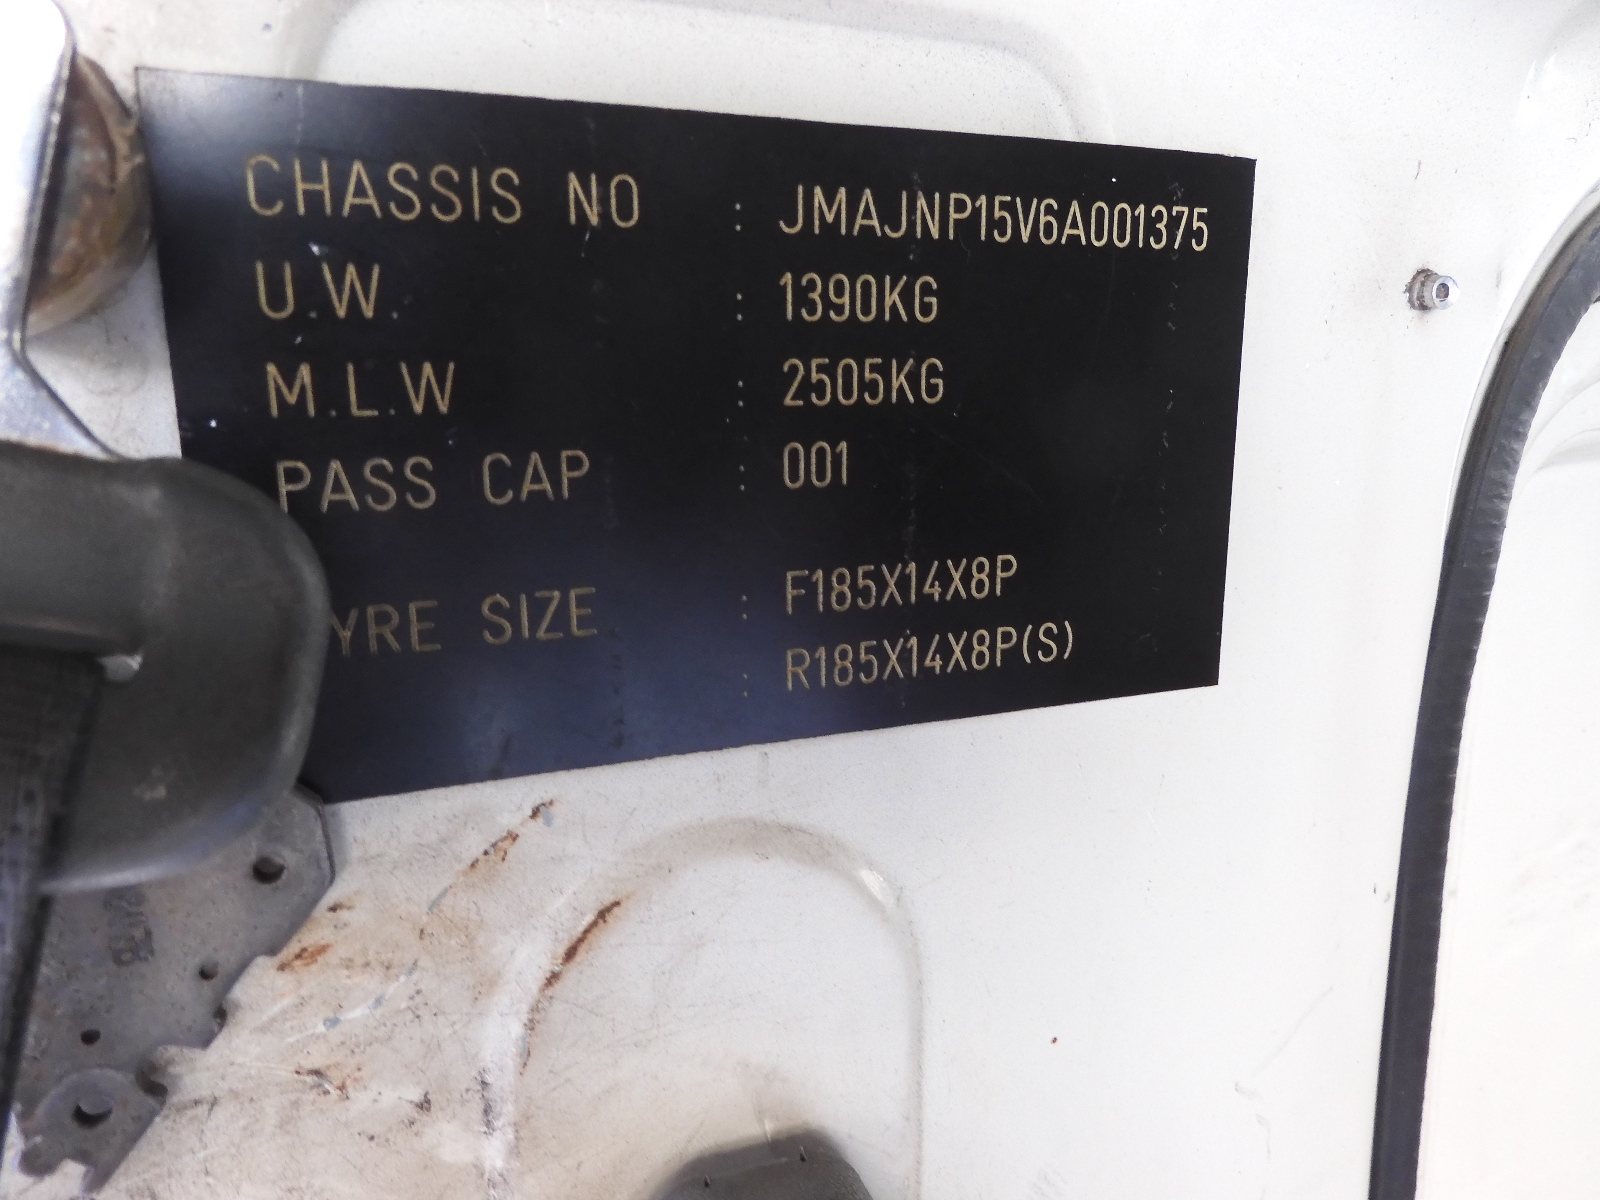 CHASSIS NO : JMAJNP15V6A001375
U.W. : 1390KG
M.L.W : 2505KG
PASS CAP : 001
YRE SIZE : F185X14X8P
: R185X14X8P(S)